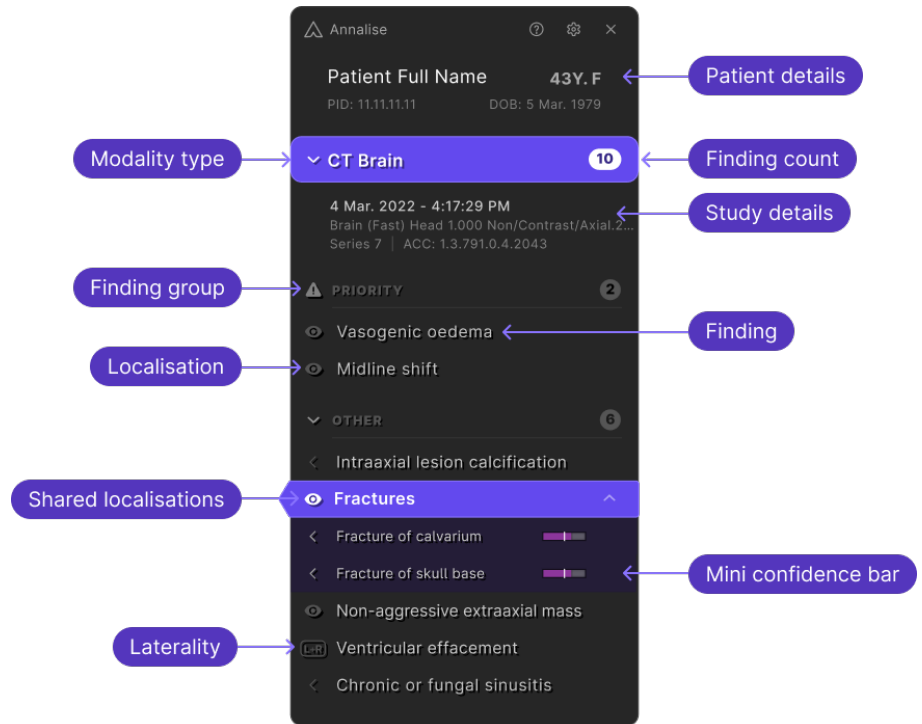 Annalise
Patient Full Name 43Y. F
PID: 11.11.11.11 DOB: 5 Mar. 1979
Patient details
Modality type
CT Brain 10
Finding count
4 Mar. 2022 - 4:17:29 PM
Brain (Fast) Head 1.000 Non/Contrast/Axial.2...
Series 7 | ACC: 1.3.791.0.4.2043
Study details
Finding group
PRIORITY 2
Vasogenic oedema
Finding
Localisation
Midline shift
OTHER 6
Intraaxial lesion calcification
Shared localisations
Fractures
Fracture of calvarium
Fracture of skull base
Mini confidence bar
Non-aggressive extraaxial mass
Laterality
L+R Ventricular effacement
Chronic or fungal sinusitis